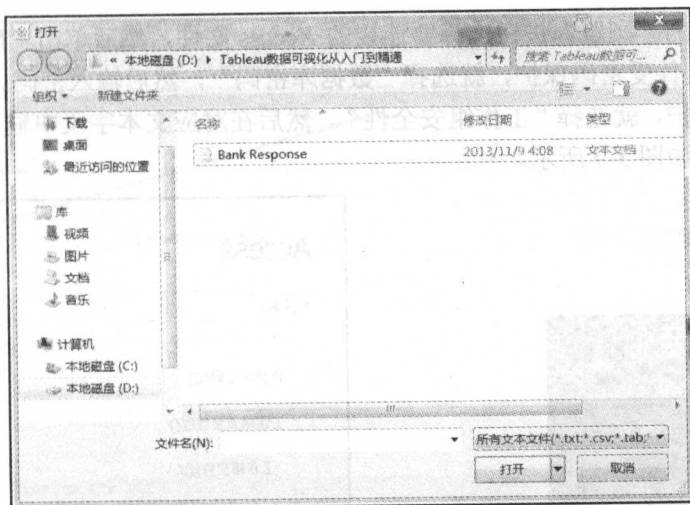 打开
« 本地磁盘 (D:) ▸ Tableau数据可视化从入门到精通
搜索 Tableau数据可...
组织
新建文件夹
下载
桌面
最近访问的位置
库
视频
图片
文档
音乐
计算机
本地磁盘 (C:)
本地磁盘 (D:)
名称
修改日期
类型
Bank Response
2013/11/9 4:08
文本文档
文件名(N):
所有文本文件(*.txt;*.csv;*.tab;
打开
取消